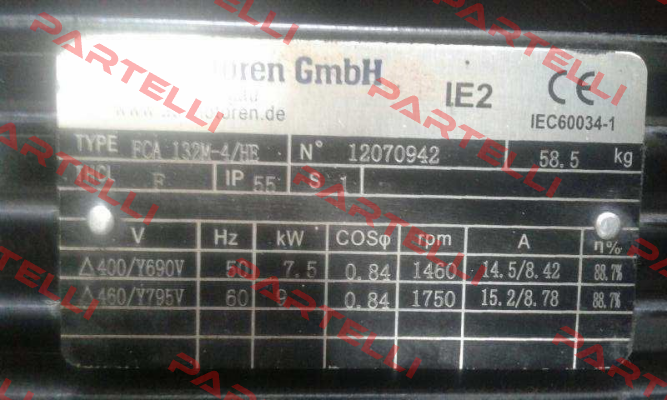 PARTELLI
oren GmbH
IE2
CE
IEC60034-1
TYPE FCA 132M-4/HE N° 12070942 58.5 kg
THCL F IP 55 S 1
V Hz kW COSφ rpm A η%
△400/Y690V 50 7.5 0.84 1460 14.5/8.42 88.7%
△460/Y795V 60 9 0.84 1750 15.2/8.78 88.7%